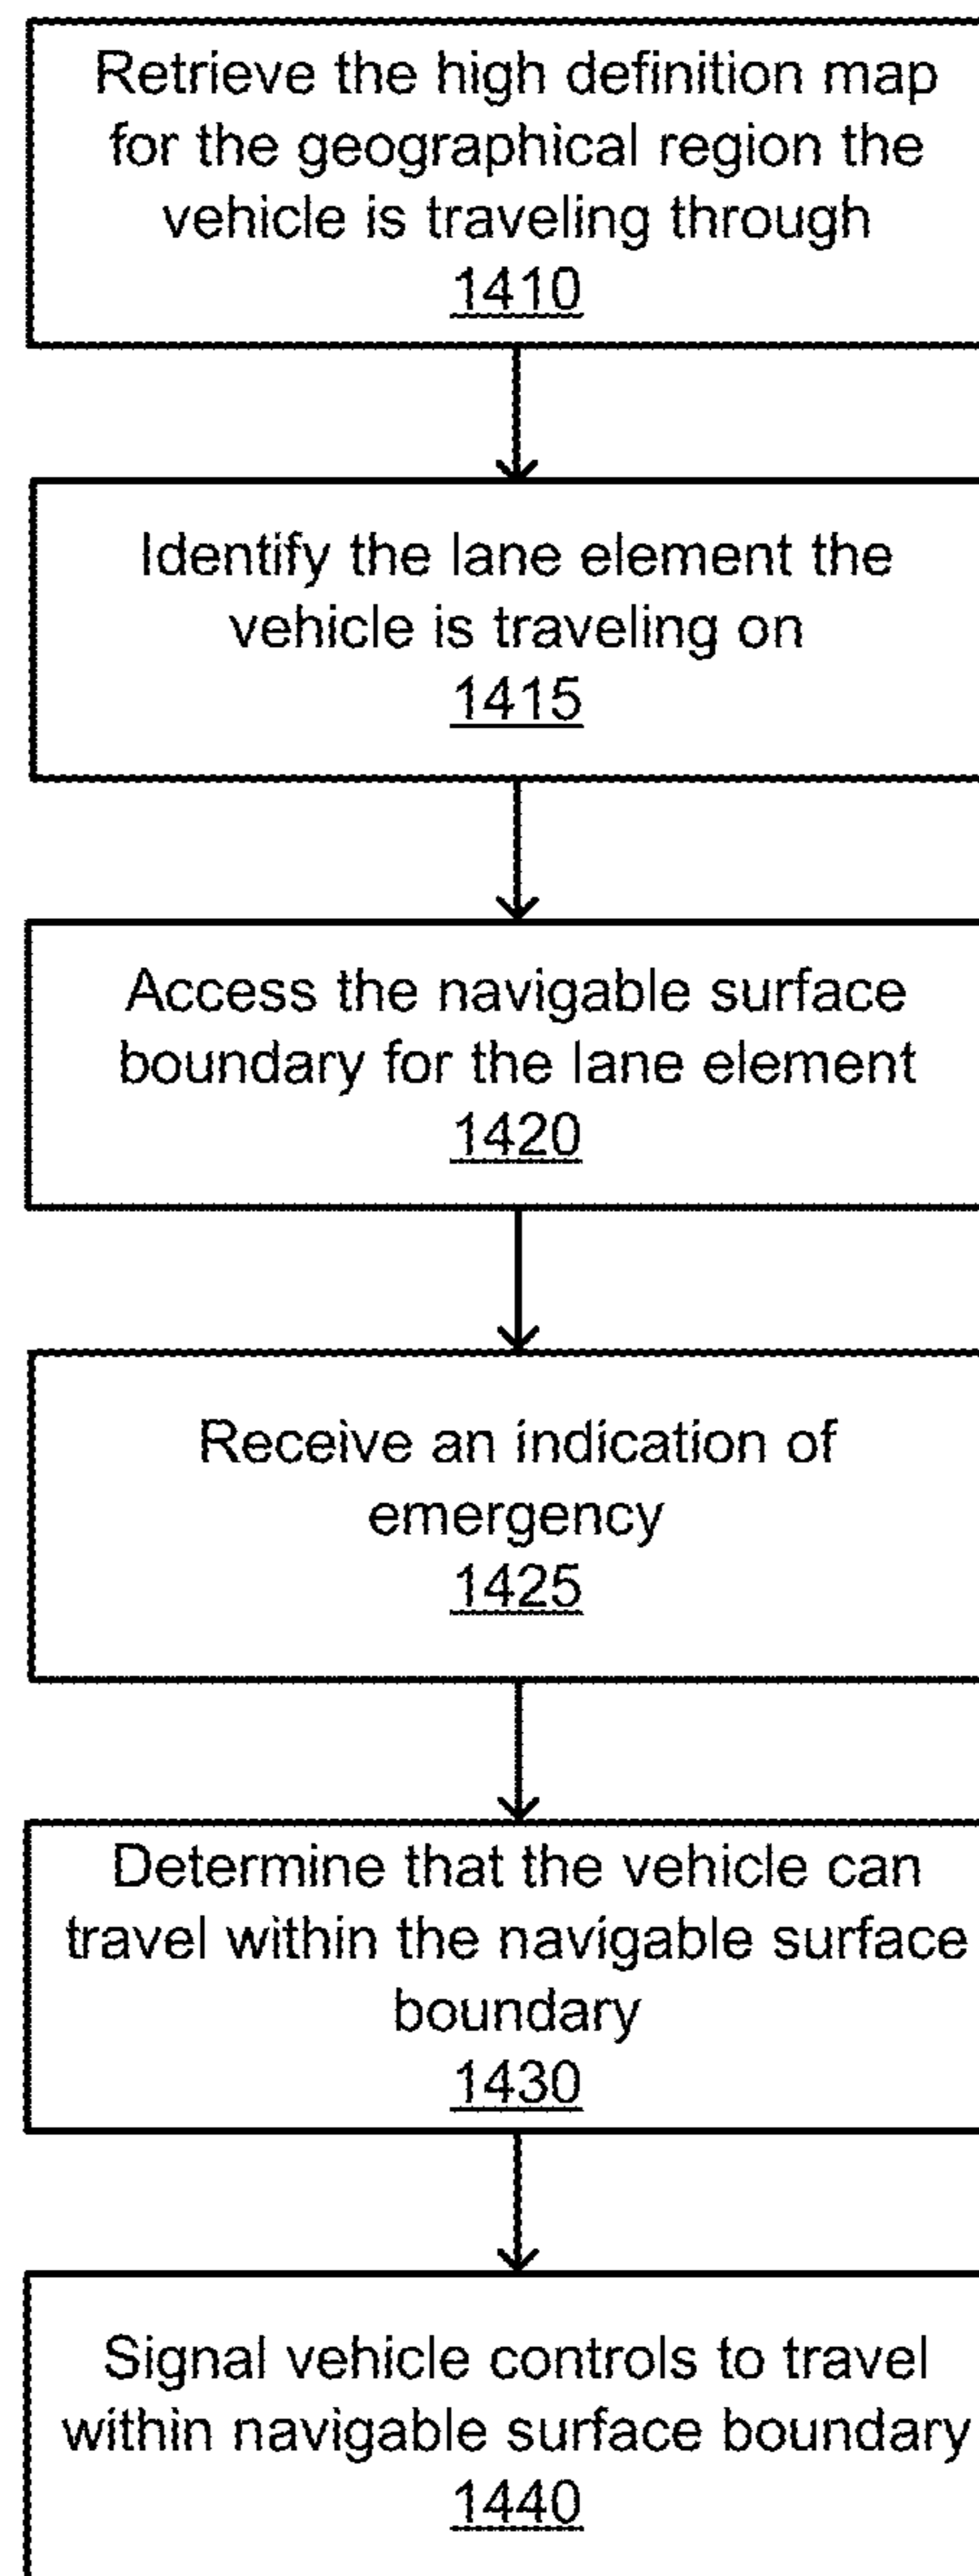 Retrieve the high definition map
for the geographical region the
vehicle is traveling through
1410
Identify the lane element the
vehicle is traveling on
1415
Access the navigable surface
boundary for the lane element
1420
Receive an indication of
emergency
1425
Determine that the vehicle can
travel within the navigable surface
boundary
1430
Signal vehicle controls to travel
within navigable surface boundary
1440